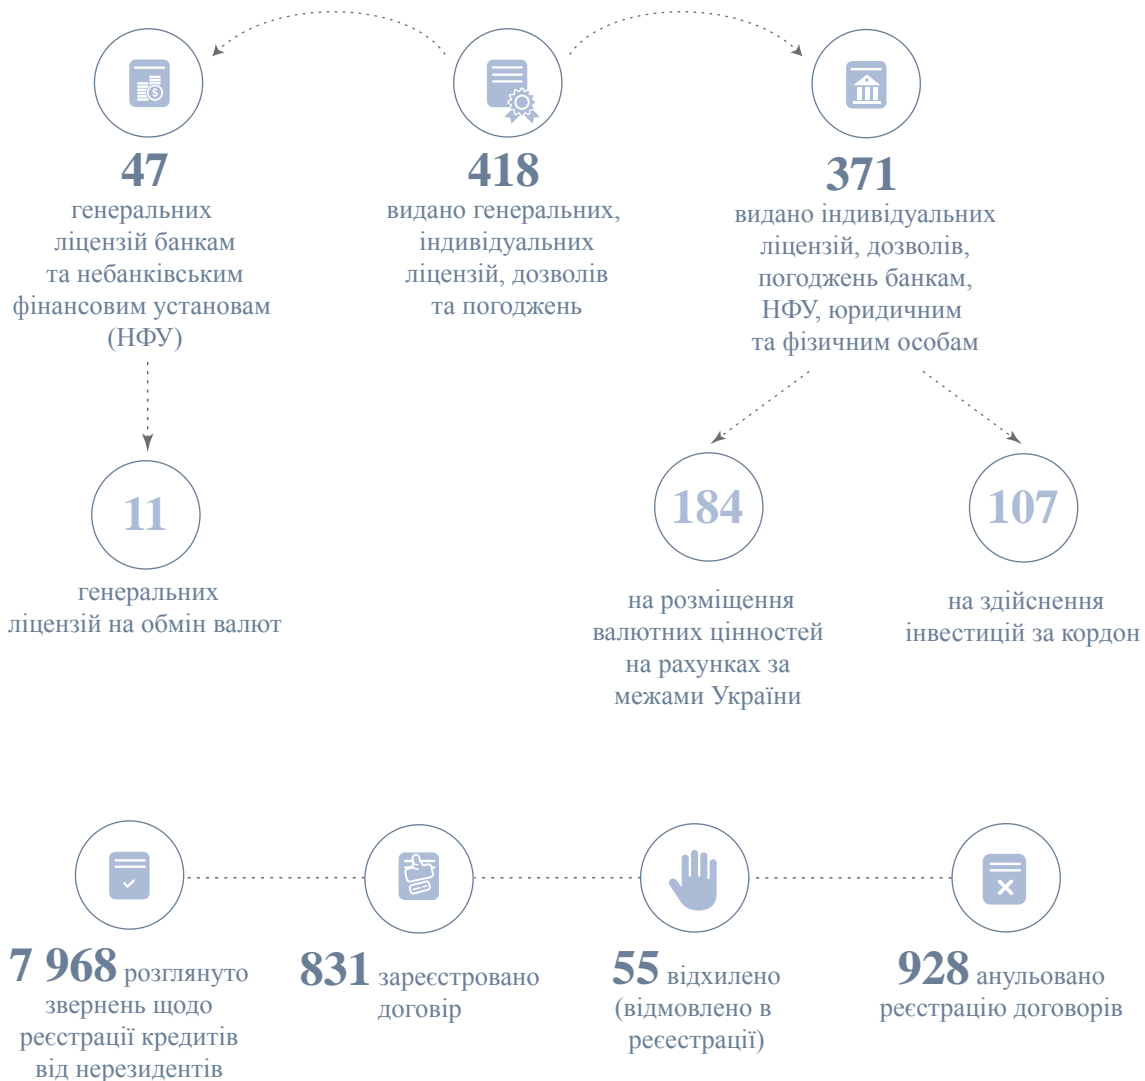 47
генеральних
ліцензій банкам
та небанківським
фінансовим установам
(НФУ)
418
видано генеральних,
індивідуальних
ліцензій, дозволів
та погоджень
371
видано індивідуальних
ліцензій, дозволів,
погоджень банкам,
НФУ, юридичним
та фізичним особам
11
генеральних
ліцензій на обмін валют
184
на розміщення
валютних цінностей
на рахунках за
межами України
107
на здійснення
інвестицій за кордон
7 968 розглянуто
звернень щодо
реєстрації кредитів
від нерезидентів
831 зареєстровано
договір
55 відхилено
(відмовлено в
реєестрації)
928 анульовано
реєстрацію договорів